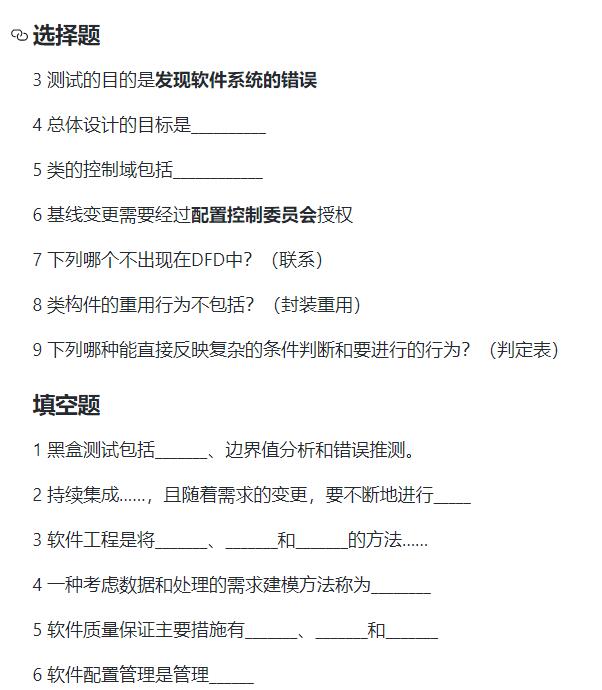 选择题
3 测试的目的是发现软件系统的错误
4 总体设计的目标是__________
5 类的控制域包括____________
6 基线变更需要经过配置控制委员会授权
7 下列哪个不出现在DFD中？（联系）
8 类构件的重用行为不包括？（封装重用）
9 下列哪种能直接反映复杂的条件判断和要进行的行为？（判定表）
填空题
1 黑盒测试包括_______、边界值分析和错误推测。
2 持续集成……，且随着需求的变更，要不断地进行_____
3 软件工程是将_______、_______和_______的方法……
4 一种考虑数据和处理的需求建模方法称为________
5 软件质量保证主要措施有_______、_______和_______
6 软件配置管理是管理______